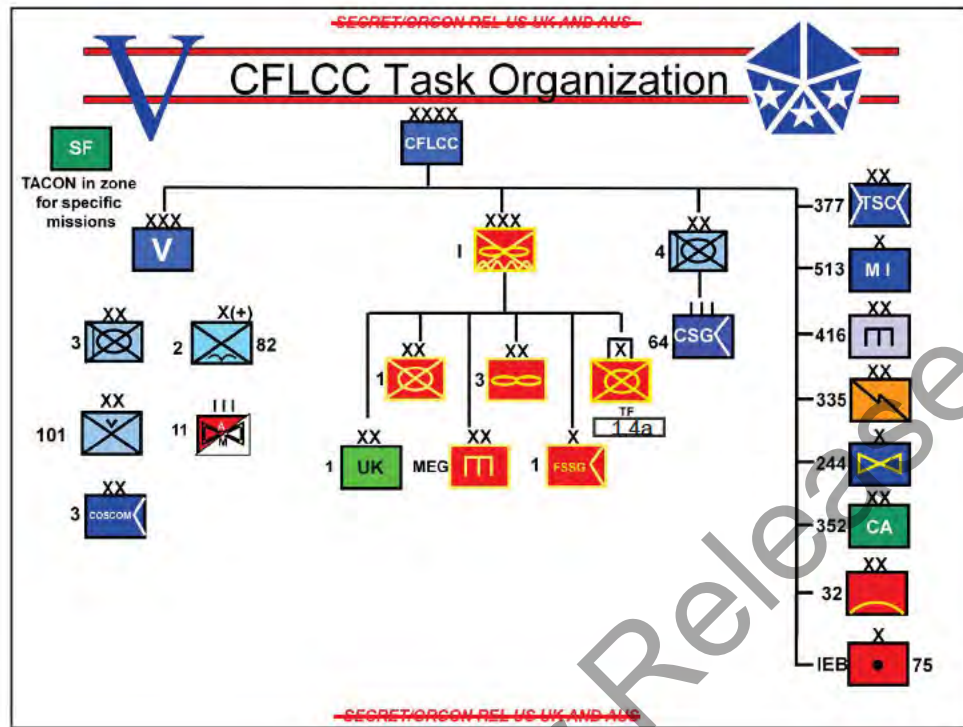 SECRET/ORCON REL US UK AND AUS
V
CFLCC Task Organization
XXXX
CFLCC
SF
TACON in zone
for specific
missions
XXX
V
XXX
I
XX
4
III
64 CSG
XX
3
X(+)
2 82
XX
101
III
11 A
M
XX
3 COSCOM
XX
1
XX
3
X
TF
1.4a
XX
1 UK
XX
MEG
X
1 FSSG
XX
377 TSC
X
513 MI
XX
416
XX
335
X
244
XX
352 CA
XX
32
X
IEB 75
Release
SECRET/ORCON REL US UK AND AUS